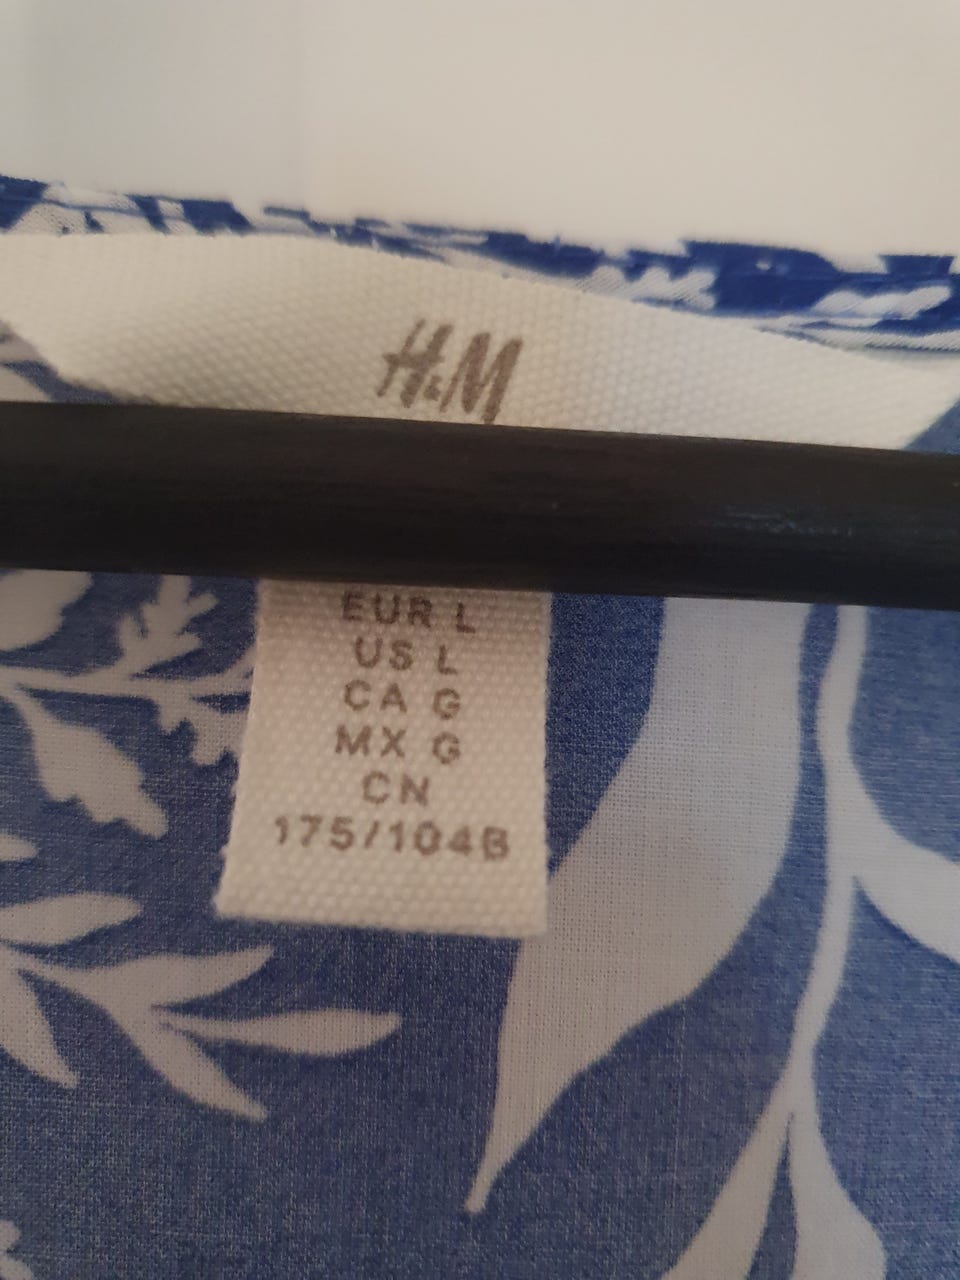 H&M
EUR L
US L
CA G
MX G
CN
175/104B